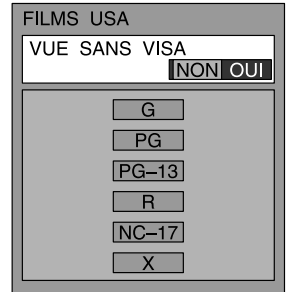 FILMS USA
VUE SANS VISA
NON OUI
G
PG
PG–13
R
NC–17
X